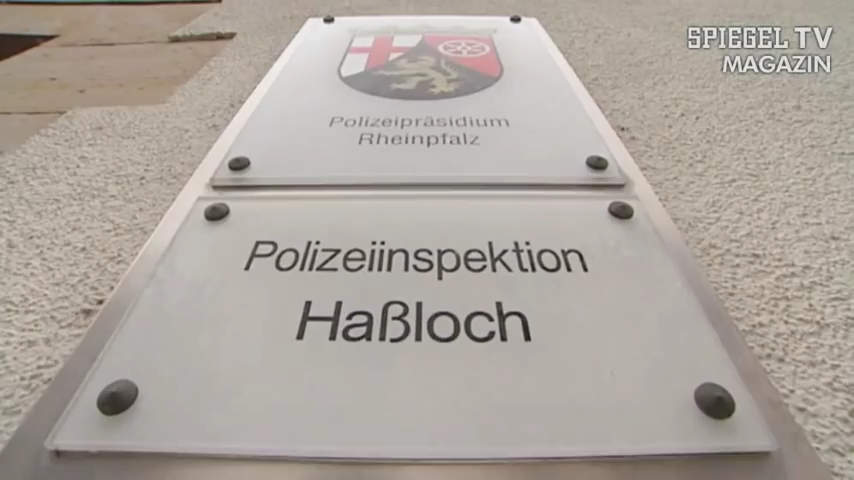 SPIEGEL TV
MAGAZIN
Polizeipräsidium
Rheinpfalz
Polizeiinspektion
Haßloch